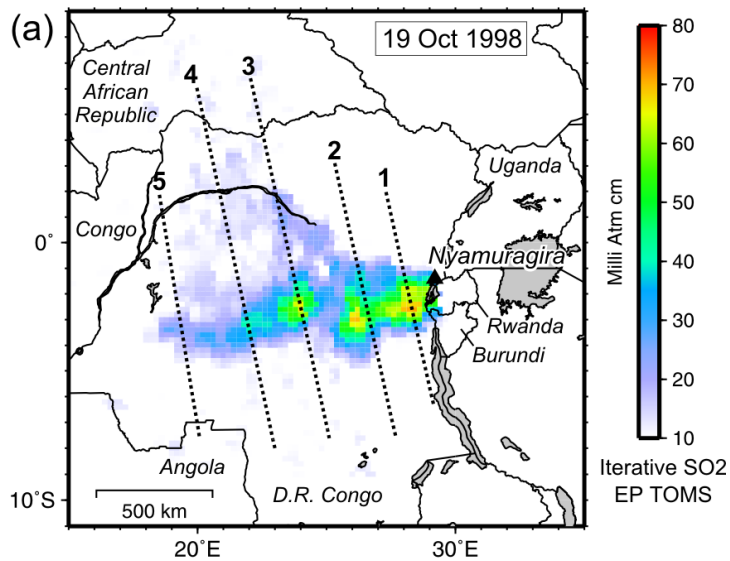 (a)
19 Oct 1998
Central
African
Republic
4
3
2
1
5
Uganda
Congo
Nyamuragira
Rwanda
Burundi
Angola
D.R. Congo
500 km
0°
10°S
20°E
30°E
80
70
60
50
40
30
20
10
Milli Atm cm
Iterative SO2
EP TOMS